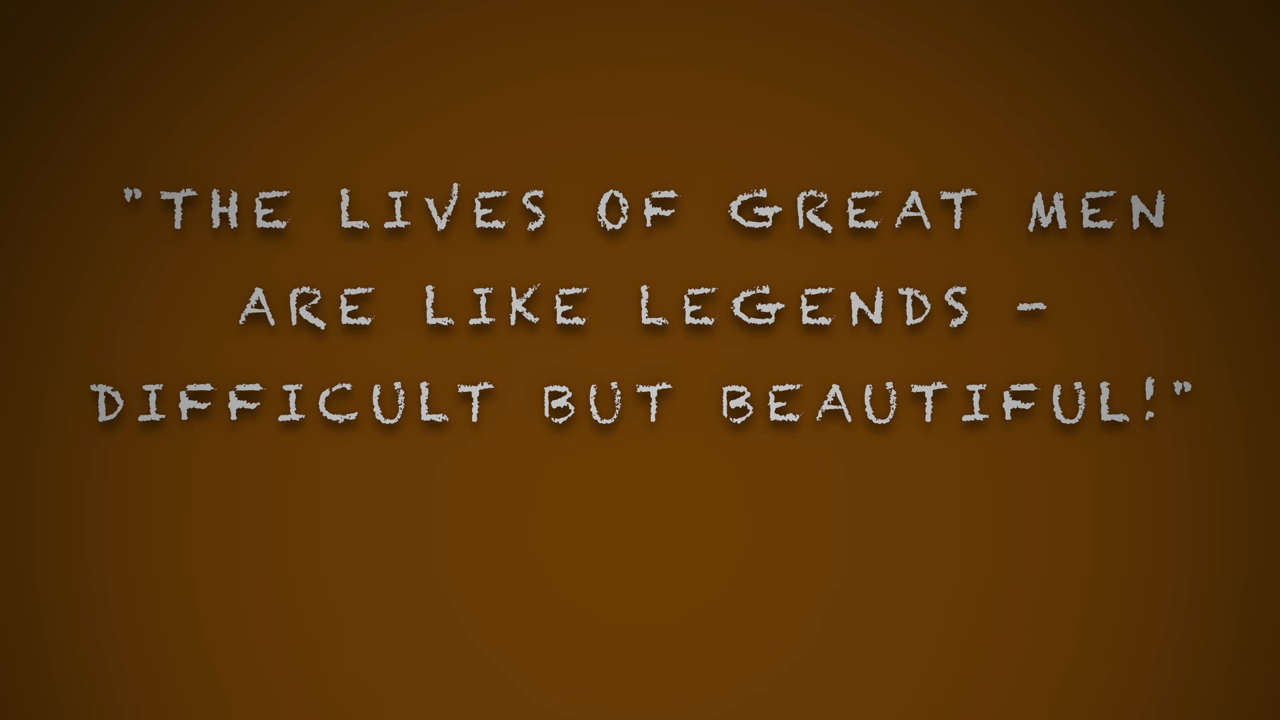 "THE LIVES OF GREAT MEN
ARE LIKE LEGENDS -
DIFFICULT BUT BEAUTIFUL!"